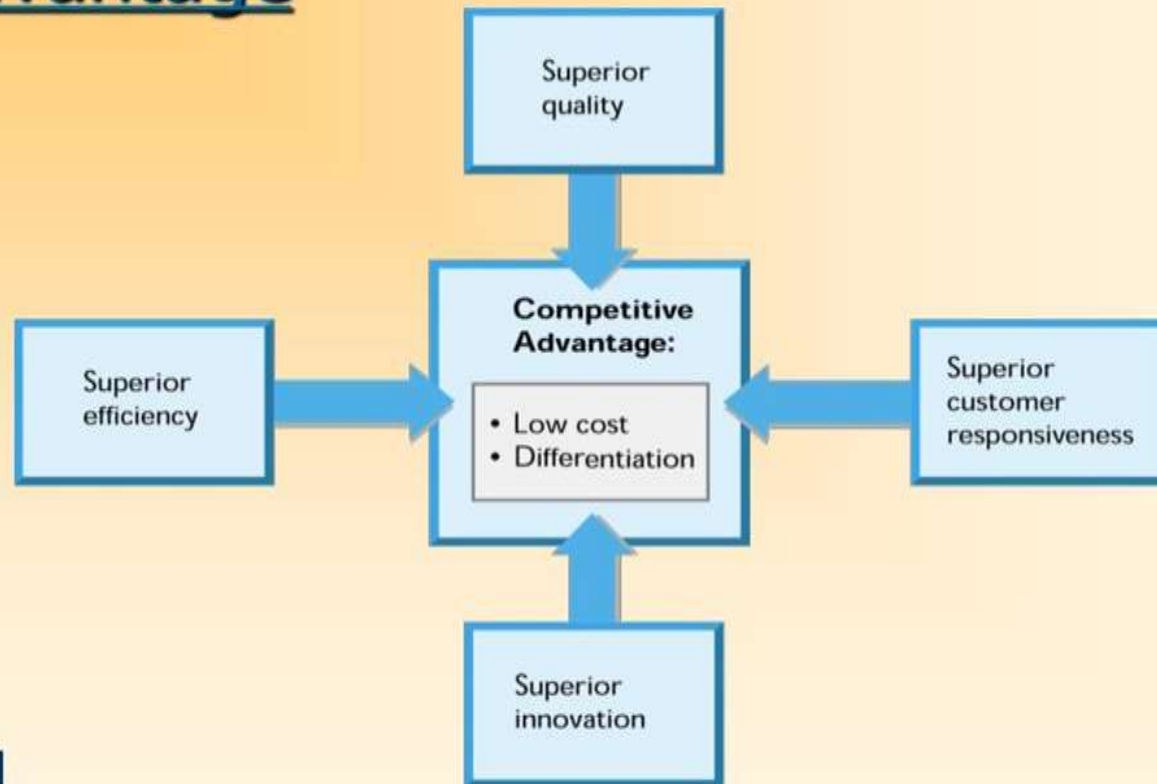 Superior
quality
Competitive
Advantage:
Superior
efficiency
• Low cost
• Differentiation
Superior
customer
responsiveness
Superior
innovation